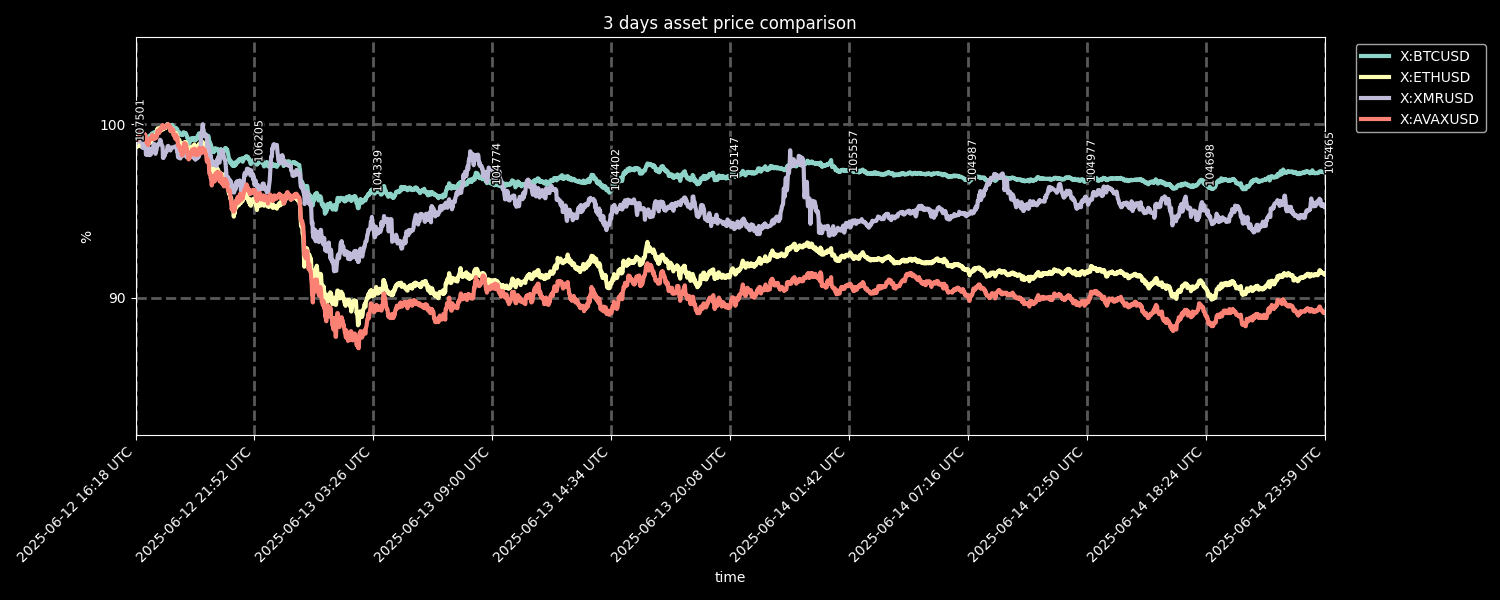 3 days asset price comparison
X:BTCUSD
X:ETHUSD
X:XMRUSD
X:AVAXUSD
100
90
%
107501
106205
104339
104774
104402
105147
105557
104987
104977
104698
105465
2025-06-12 16:18 UTC
2025-06-12 21:52 UTC
2025-06-13 03:26 UTC
2025-06-13 09:00 UTC
2025-06-13 14:34 UTC
2025-06-13 20:08 UTC
2025-06-14 01:42 UTC
2025-06-14 07:16 UTC
2025-06-14 12:50 UTC
2025-06-14 18:24 UTC
2025-06-14 23:59 UTC
time